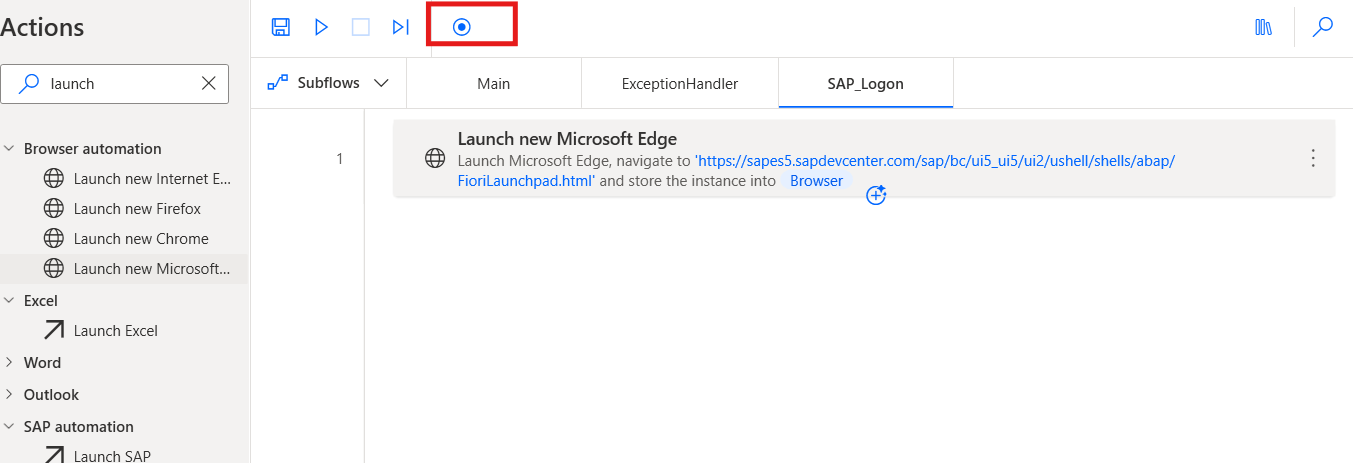 Actions
launch
Browser automation
Launch new Internet E...
Launch new Firefox
Launch new Chrome
Launch new Microsoft...
Excel
Launch Excel
Word
Outlook
SAP automation
Launch SAP
Subflows
Main
ExceptionHandler
SAP_Logon
1
Launch new Microsoft Edge
Launch Microsoft Edge, navigate to 'https://sapes5.sapdevcenter.com/sap/bc/ui5_ui5/ui2/ushell/shells/abap/
FioriLaunchpad.html' and store the instance into Browser